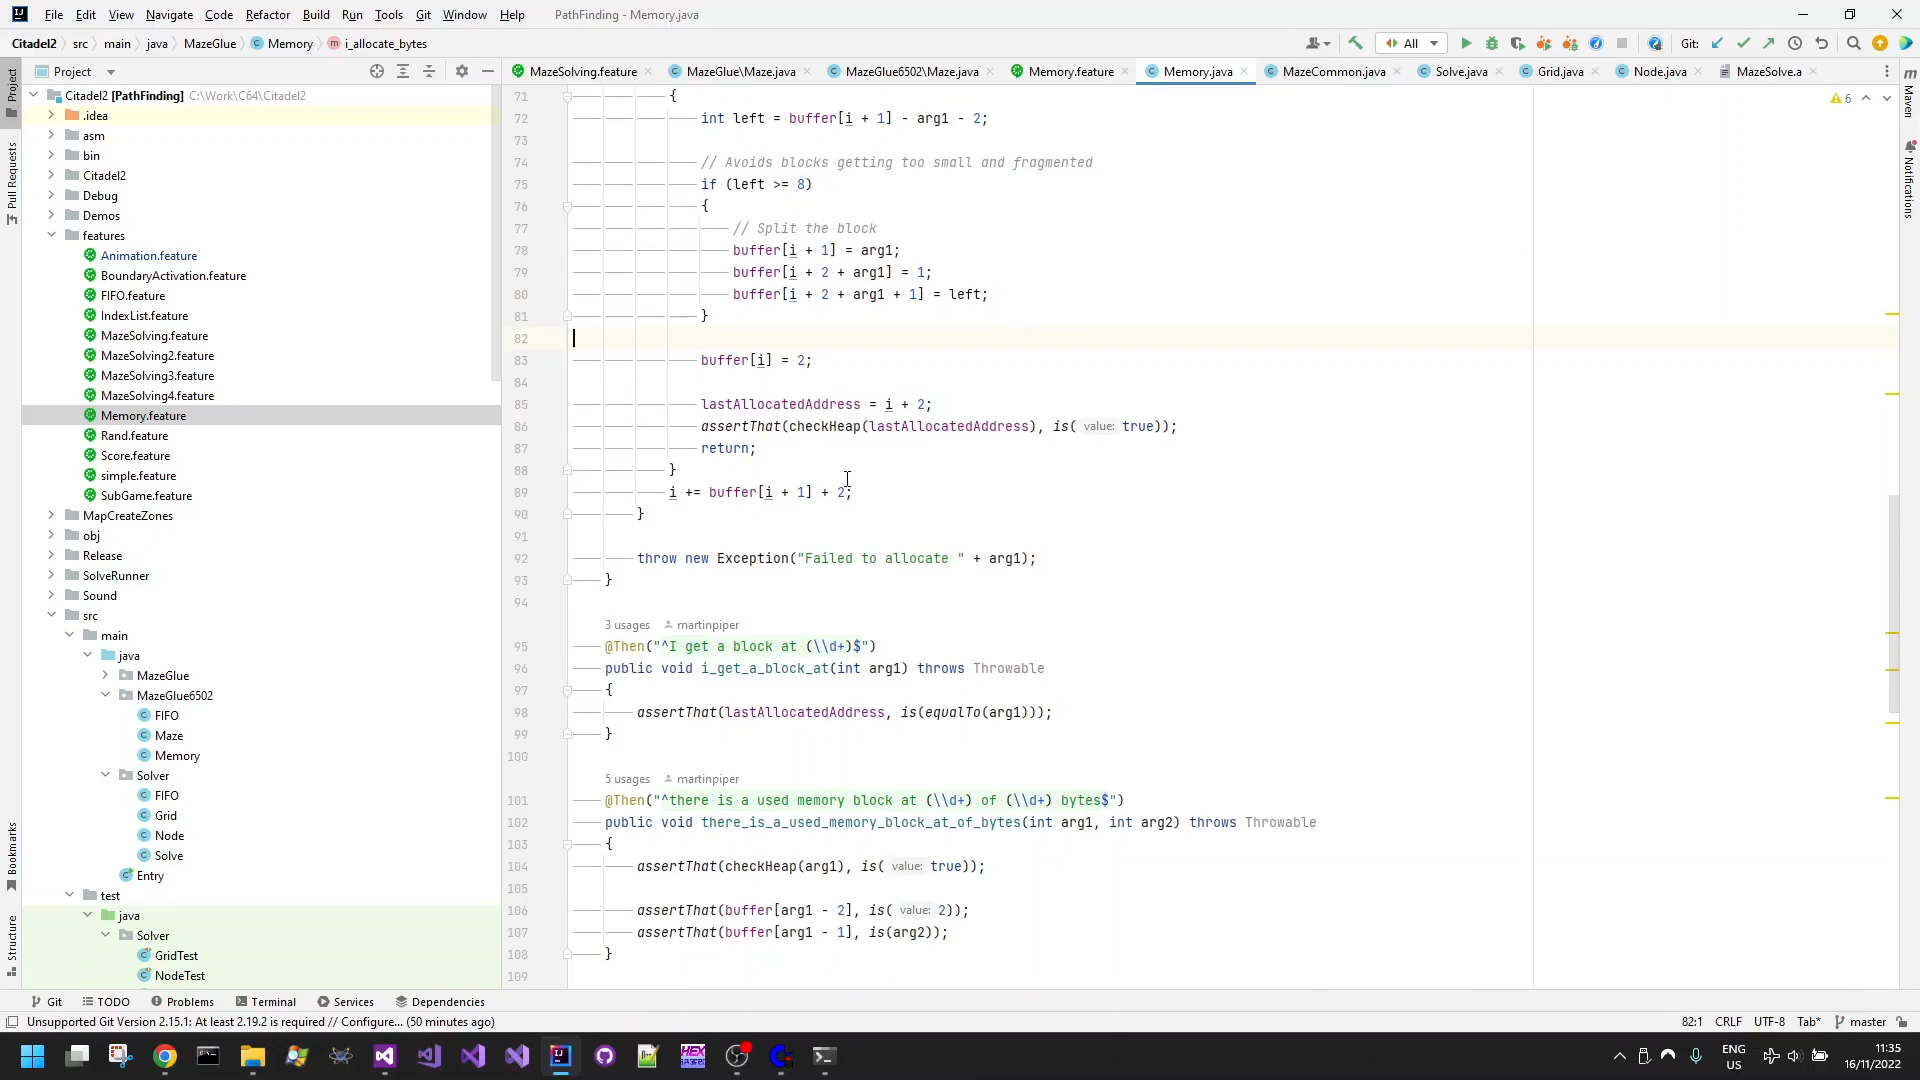 File Edit View Navigate Code Refactor Build Run Tools Git Window Help PathFinding - Memory.java
Citadel2 src main java MazeGlue Memory i_allocate_bytes All Git:
Project
MazeSolving.feature MazeGlue\Maze.java MazeGlue6502\Maze.java Memory.feature Memory.java MazeCommon.java Solve.java Grid.java Node.java MazeSolve.a
Project
Pull Requests
Bookmarks
Structure
Citadel2 [PathFinding] C:\Work\C64\Citadel2
.idea
asm
bin
Citadel2
Debug
Demos
features
Animation.feature
BoundaryActivation.feature
FIFO.feature
IndexList.feature
MazeSolving.feature
MazeSolving2.feature
MazeSolving3.feature
MazeSolving4.feature
Memory.feature
Rand.feature
Score.feature
simple.feature
SubGame.feature
MapCreateZones
obj
Release
SolveRunner
Sound
src
main
java
MazeGlue
MazeGlue6502
FIFO
Maze
Memory
Solver
FIFO
Grid
Node
Solve
Entry
test
java
Solver
GridTest
NodeTest
71 {
72 int left = buffer[i + 1] - arg1 - 2;
73
74 // Avoids blocks getting too small and fragmented
75 if (left >= 8)
76 {
77 // Split the block
78 buffer[i + 1] = arg1;
79 buffer[i + 2 + arg1] = 1;
80 buffer[i + 2 + arg1 + 1] = left;
81 }
82
83 buffer[i] = 2;
84
85 lastAllocatedAddress = i + 2;
86 assertThat(checkHeap(lastAllocatedAddress), is( value: true));
87 return;
88 }
89 i += buffer[i + 1] + 2;
90 }
91
92 throw new Exception("Failed to allocate " + arg1);
93 }
94
3 usages martinpiper
95 @Then("^I get a block at (\\d+)$")
96 public void i_get_a_block_at(int arg1) throws Throwable
97 {
98 assertThat(lastAllocatedAddress, is(equalTo(arg1)));
99 }
100
5 usages martinpiper
101 @Then("^there is a used memory block at (\\d+) of (\\d+) bytes$")
102 public void there_is_a_used_memory_block_at_of_bytes(int arg1, int arg2) throws Throwable
103 {
104 assertThat(checkHeap(arg1), is( value: true));
105
106 assertThat(buffer[arg1 - 2], is( value: 2));
107 assertThat(buffer[arg1 - 1], is(arg2));
108 }
109
6
m
Maven
Notifications
Git TODO Problems Terminal Services Dependencies
Unsupported Git Version 2.15.1: At least 2.19.2 is required // Configure... (50 minutes ago) 82:1 CRLF UTF-8 Tab* master
HEX
ENG
US
11:35
16/11/2022